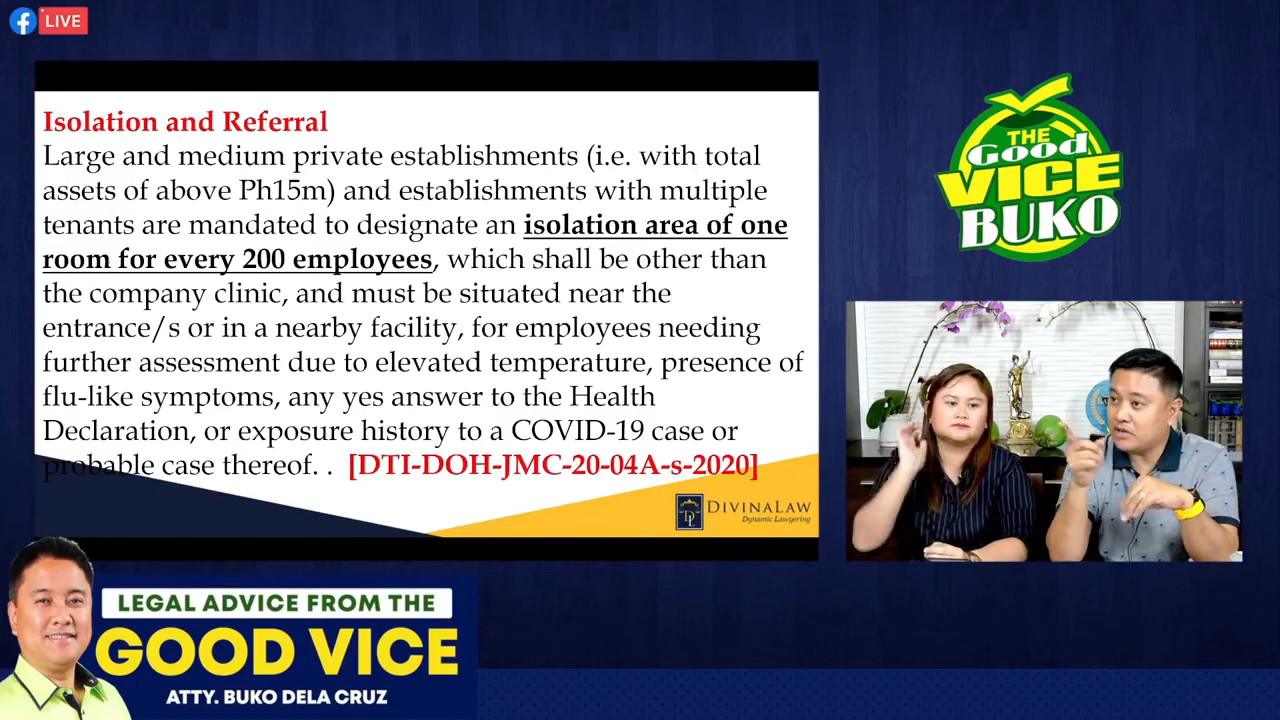 LIVE
Isolation and Referral
Large and medium private establishments (i.e. with total
assets of above Ph15m) and establishments with multiple
tenants are mandated to designate an isolation area of one
room for every 200 employees, which shall be other than
the company clinic, and must be situated near the
entrance/s or in a nearby facility, for employees needing
further assessment due to elevated temperature, presence of
flu-like symptoms, any yes answer to the Health
Declaration, or exposure history to a COVID-19 case or
probable case thereof. . [DTI-DOH-JMC-20-04A-s-2020]
DL
DIVINALAW
Dynamic Lawyering
THE
Good
VICE
BUKO
LEGAL ADVICE FROM THE
GOOD VICE
ATTY. BUKO DELA CRUZ